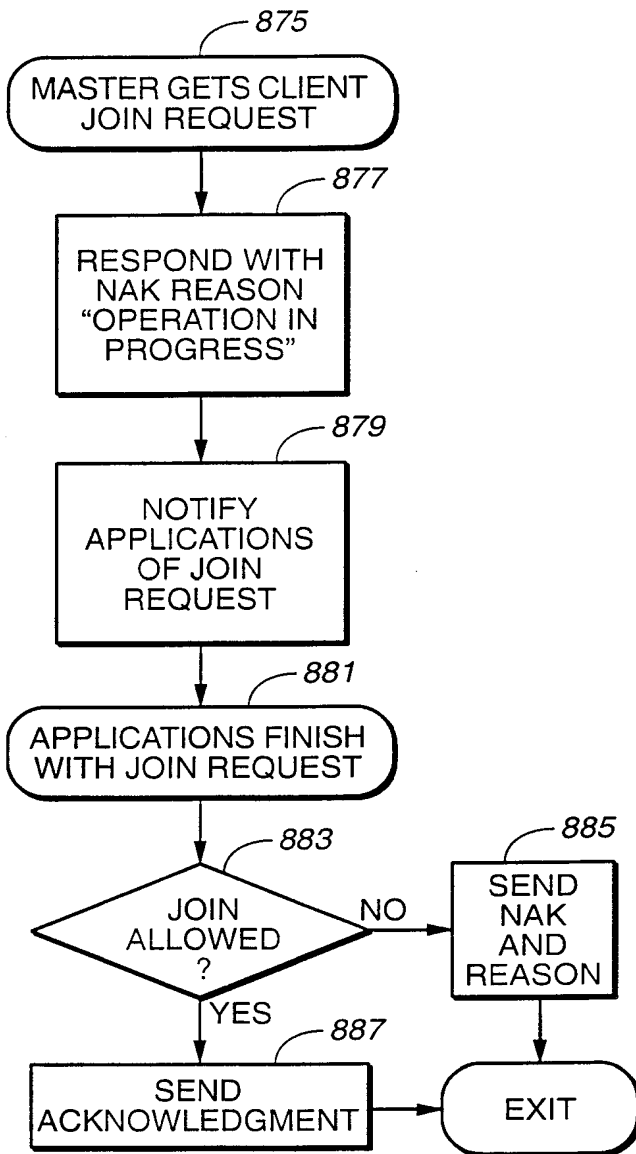 875
MASTER GETS CLIENT
JOIN REQUEST
877
RESPOND WITH
NAK REASON
“OPERATION IN
PROGRESS”
879
NOTIFY
APPLICATIONS
OF JOIN
REQUEST
881
APPLICATIONS FINISH
WITH JOIN REQUEST
883
JOIN
ALLOWED
?
NO
885
SEND
NAK
AND
REASON
YES
887
SEND
ACKNOWLEDGMENT
EXIT